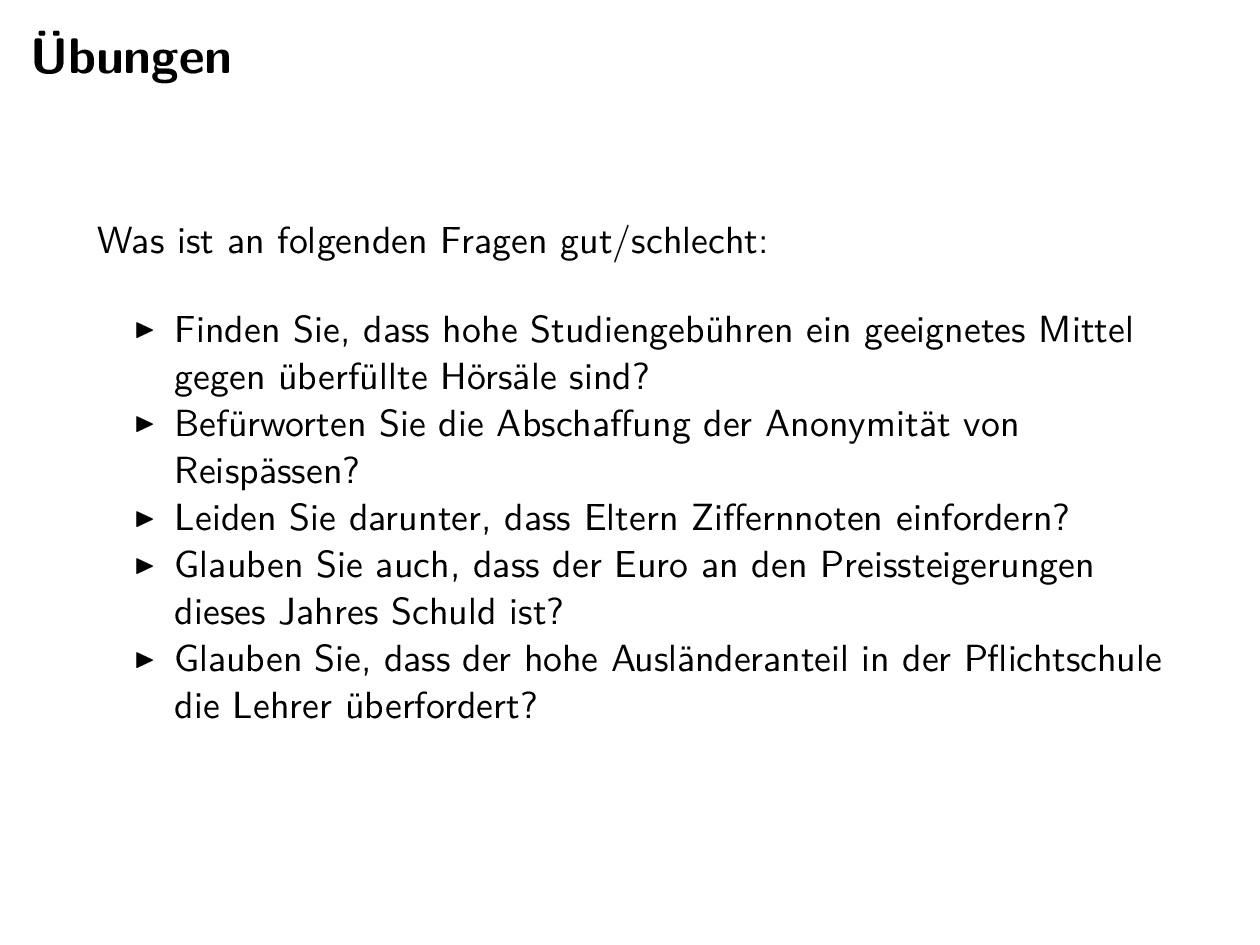 Übungen
Was ist an folgenden Fragen gut/schlecht:
▶ Finden Sie, dass hohe Studiengebühren ein geeignetes Mittel
gegen überfüllte Hörsäle sind?
▶ Befürworten Sie die Abschaffung der Anonymität von
Reispässen?
▶ Leiden Sie darunter, dass Eltern Ziffernnoten einfordern?
▶ Glauben Sie auch, dass der Euro an den Preissteigerungen
dieses Jahres Schuld ist?
▶ Glauben Sie, dass der hohe Ausländeranteil in der Pflichtschule
die Lehrer überfordert?